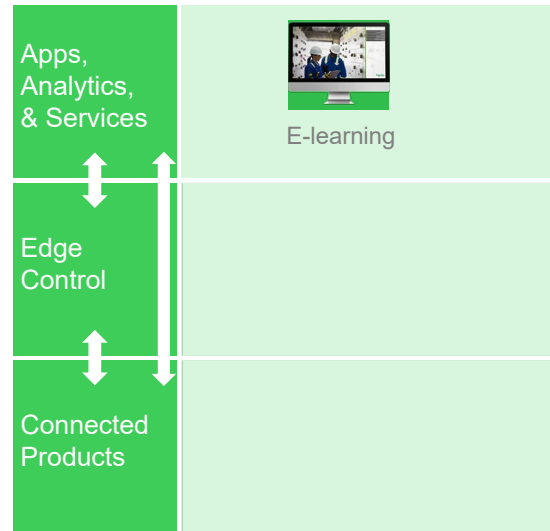 Apps,
Analytics,
& Services
E-learning
Edge
Control
Connected
Products